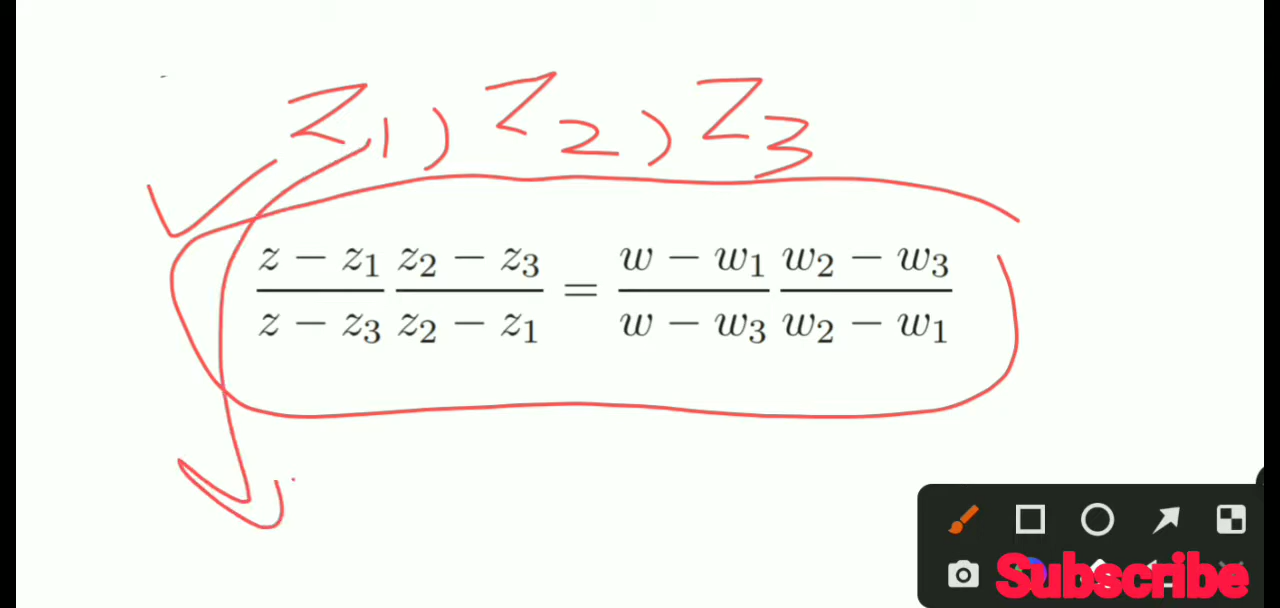 z1, z2, z3
z − z1 z2 − z3 = w − w1 w2 − w3
z − z3 z2 − z1 w − w3 w2 − w1
Subscribe